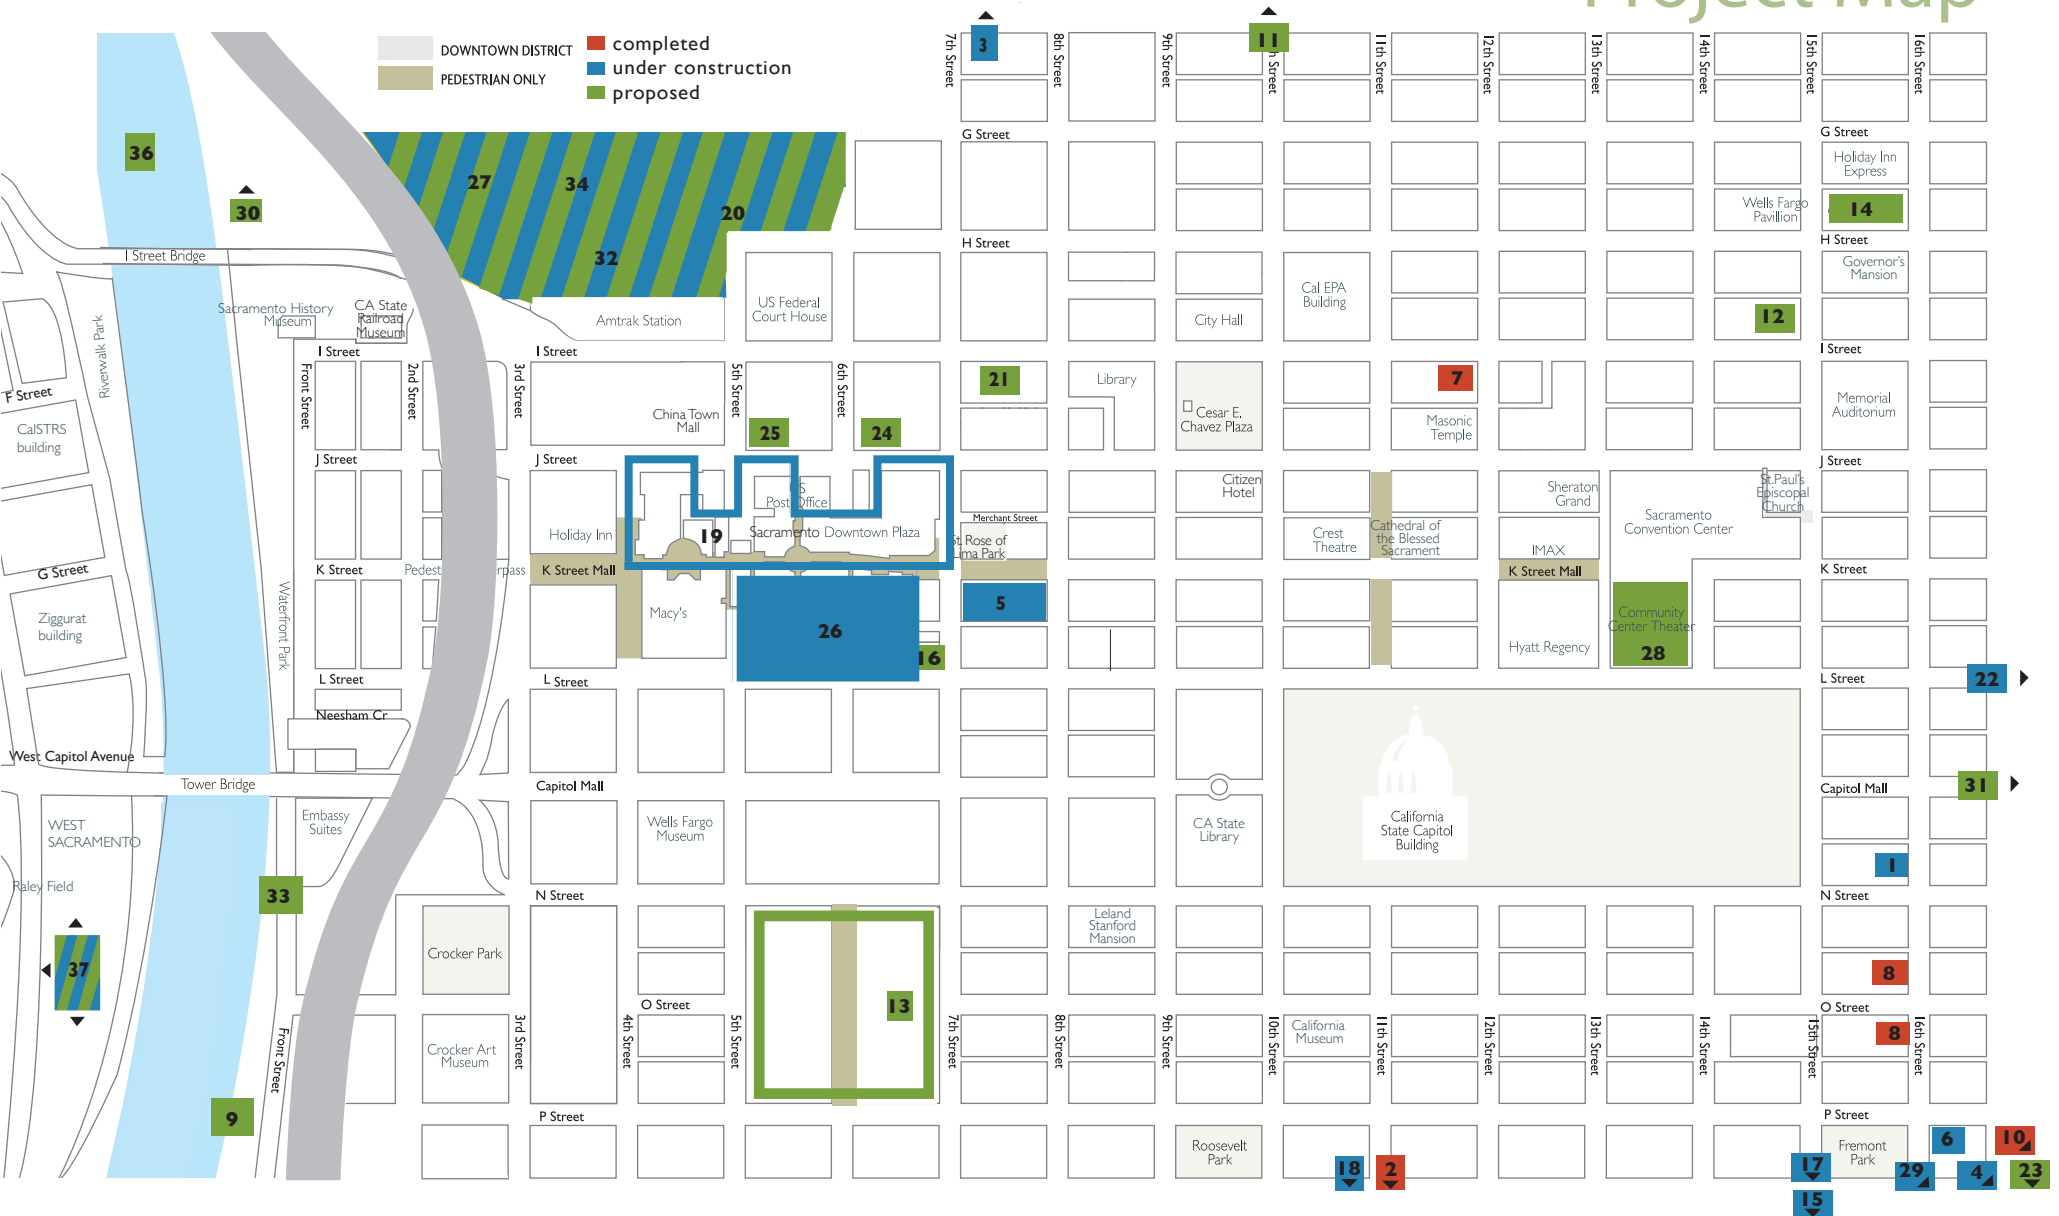 Project Map
DOWNTOWN DISTRICT
PEDESTRIAN ONLY
completed
under construction
proposed
7th Street
3
8th Street
9th Street
11
11th Street
12th Street
13th Street
14th Street
15th Street
16th Street
G Street
G Street
36
30
27
34
20
32
Holiday Inn
Express
Wells Fargo
Pavillion
14
H Street
H Street
I Street Bridge
Governor's
Mansion
Sacramento History
Museum
CA State
Railroad
Museum
Riverwalk Park
Amtrak Station
US Federal
Court House
City Hall
Cal EPA
Building
12
I Street
I Street
I Street
Front Street
2nd Street
3rd Street
5th Street
6th Street
F Street
CalSTRS
building
China Town
Mall
25
24
21
Library
Cesar E.
Chavez Plaza
7
Masonic
Temple
Memorial
Auditorium
J Street
J Street
J Street
Holiday Inn
US
Post Office
19
Sacramento Downtown Plaza
Merchant Street
St. Rose of
Lima Park
Citizen
Hotel
Crest
Theatre
Cathedral of
the Blessed
Sacrament
Sheraton
Grand
IMAX
Sacramento
Convention Center
St.Paul's
Episcopal
Church
G Street
K Street
K Street Mall
K Street Mall
K Street
Ziggurat
building
Waterfront Park
Macy's
26
16
5
Hyatt Regency
Community
Center Theater
28
L Street
L Street
L Street
22
Neesham Cr
West Capitol Avenue
Tower Bridge
Capitol Mall
Capitol Mall
31
WEST
SACRAMENTO
Embassy
Suites
Wells Fargo
Museum
CA State
Library
California
State Capitol
Building
1
Raley Field
33
N Street
N Street
37
Crocker Park
Leland
Stanford
Mansion
8
O Street
O Street
13
Front Street
3rd Street
4th Street
5th Street
7th Street
8th Street
9th Street
10th Street
California
Museum
11th Street
12th Street
13th Street
14th Street
15th Street
8
16th Street
Crocker Art
Museum
9
P Street
P Street
Roosevelt
Park
18
2
17
15
Fremont
Park
29
6
4
10
23